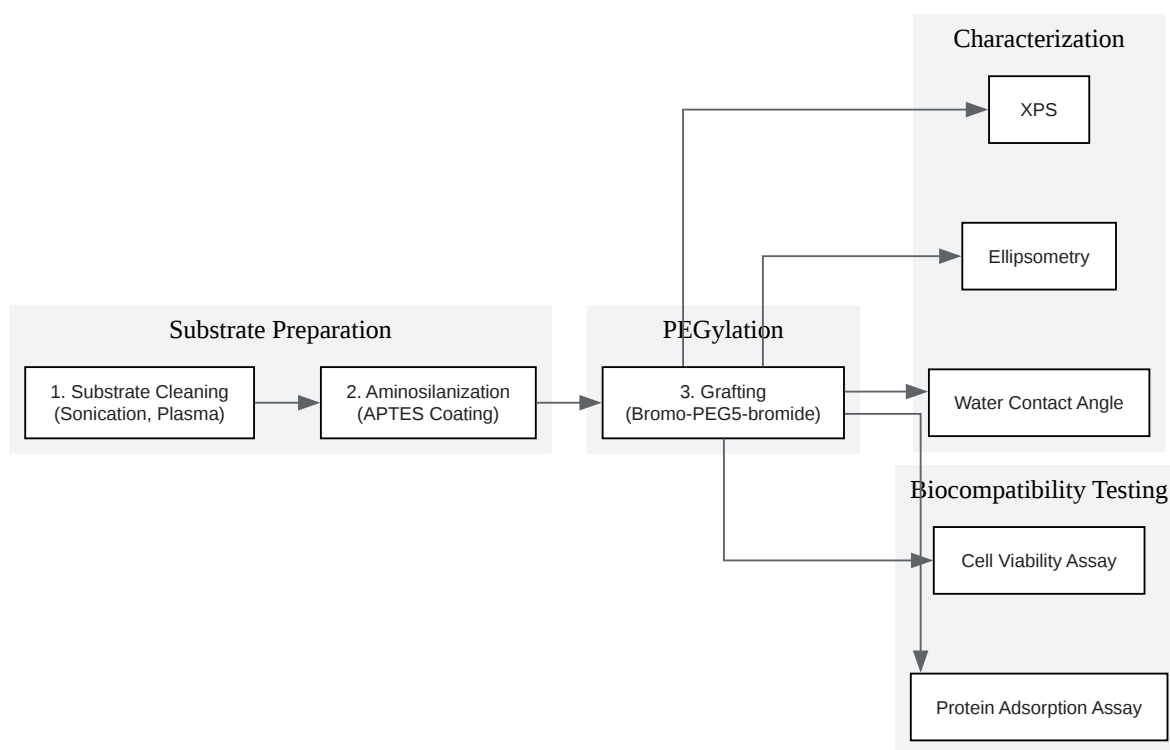 Characterization
XPS
Ellipsometry
Substrate Preparation
PEGylation
1. Substrate Cleaning
(Sonication, Plasma)
2. Aminosilanization
(APTES Coating)
3. Grafting
(Bromo-PEG5-bromide)
Water Contact Angle
Biocompatibility Testing
Cell Viability Assay
Protein Adsorption Assay